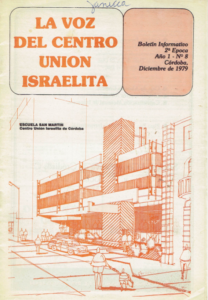 LA VOZ
DEL CENTRO
UNION
ISRAELITA
Boletín Informativo
2ª Epoca
Año 1 - Nº 8
Córdoba,
Diciembre de 1979
ESCUELA SAN MARTIN
Centro Unión Israelita de Córdoba